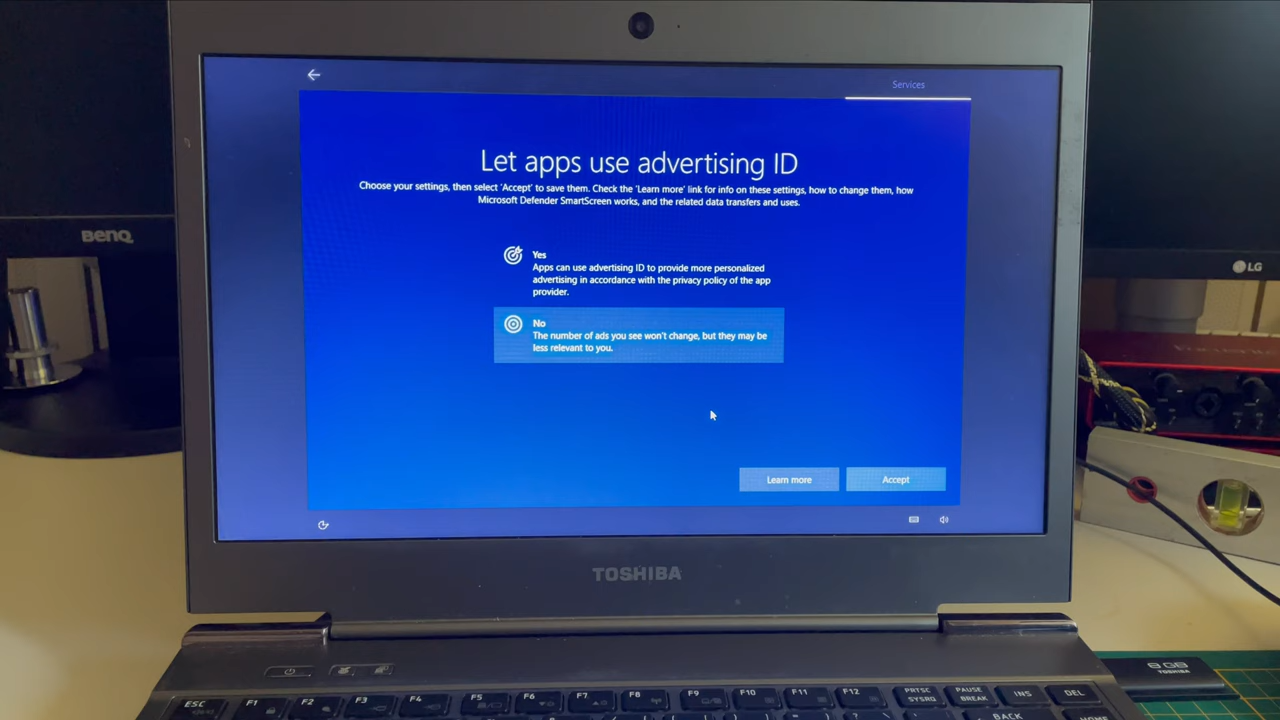 Services
Let apps use advertising ID
Choose your settings, then select 'Accept' to save them. Check the 'Learn more' link for info on these settings, how to change them, how
Microsoft Defender SmartScreen works, and the related data transfers and uses.
Yes
Apps can use advertising ID to provide more personalized
advertising in accordance with the privacy policy of the app
provider.
No
The number of ads you see won't change, but they may be
less relevant to you.
Learn more
Accept
BenQ
LG
TOSHIBA
8 GB
TOSHIBA
ESC
F1
F2
F3
F4
F5
F6
F7
F8
F9
F10
F11
F12
PRTSC
SYSRQ
PAUSE
BREAK
INS
DEL
BACK